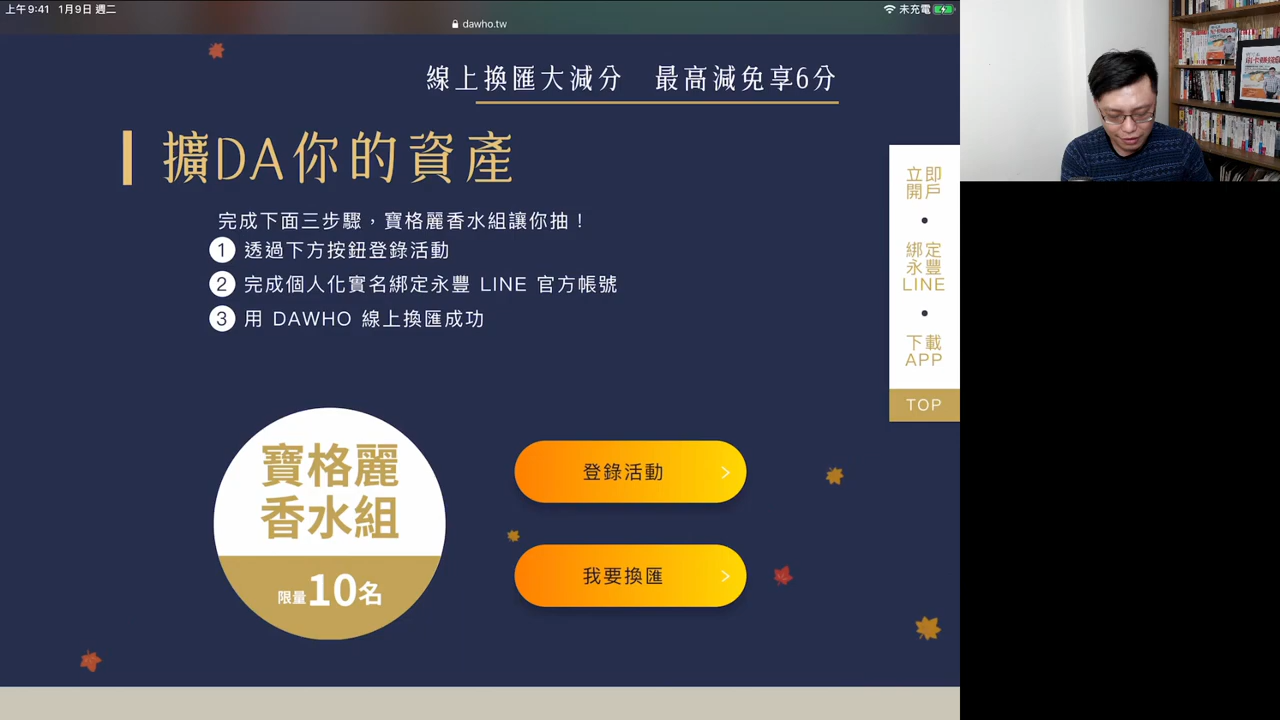 上午9:41 1月9日 週二
未充電
dawho.tw
線上換匯大減分 最高減免享6分
擴DA你的資產
完成下面三步驟，寶格麗香水組讓你抽！
1 透過下方按鈕登錄活動
2 完成個人化實名綁定永豐 LINE 官方帳號
3 用 DAWHO 線上換匯成功
寶格麗
香水組
限量10名
登錄活動
我要換匯
立即
開戶
綁定
永豐
LINE
下載
APP
TOP